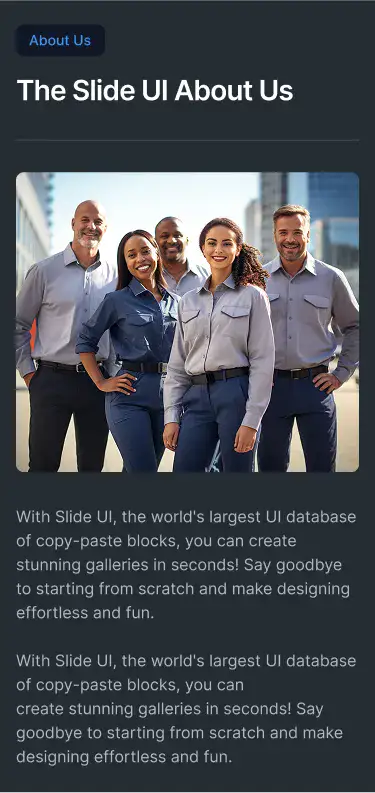 About Us
The Slide UI About Us
With Slide UI, the world's largest UI database
of copy-paste blocks, you can create
stunning galleries in seconds! Say goodbye
to starting from scratch and make designing
effortless and fun.
With Slide UI, the world's largest UI database
of copy-paste blocks, you can
create stunning galleries in seconds! Say
goodbye to starting from scratch and make
designing effortless and fun.